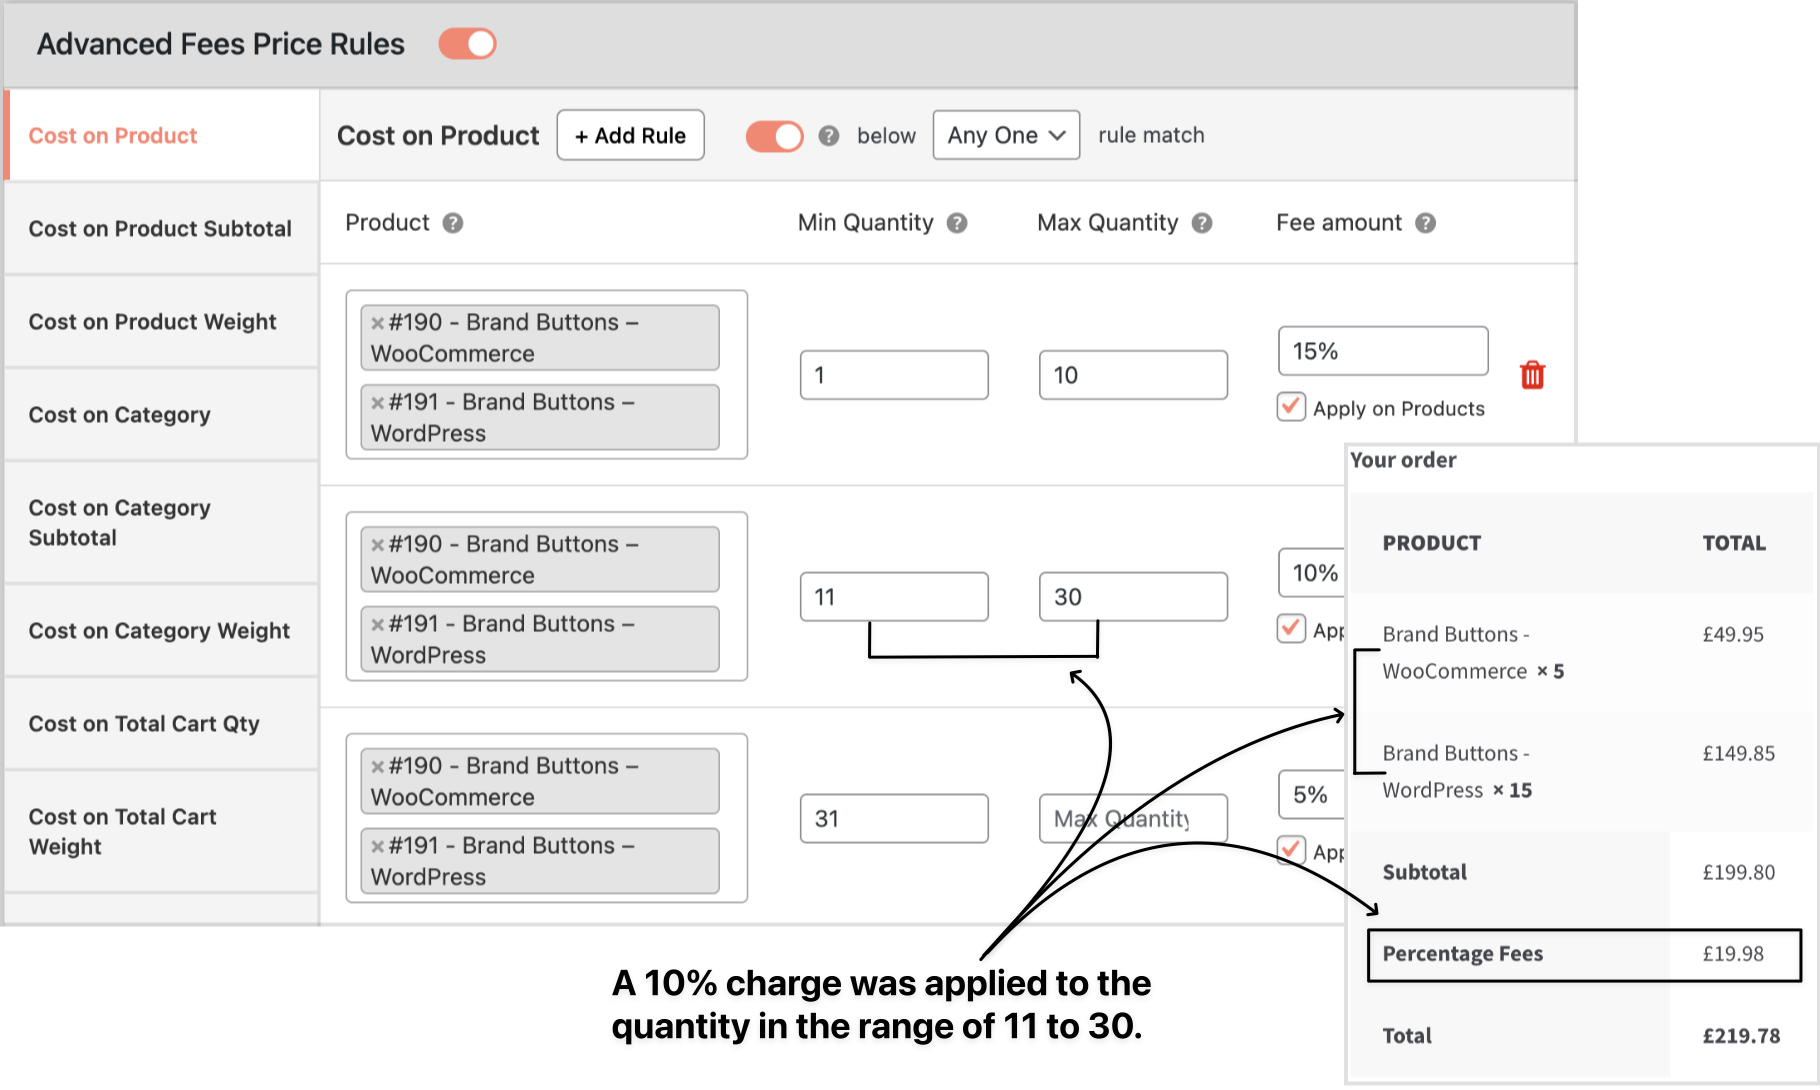 Advanced Fees Price Rules
Cost on Product
Cost on Product Subtotal
Cost on Product Weight
Cost on Category
Cost on Category
Subtotal
Cost on Category Weight
Cost on Total Cart Qty
Cost on Total Cart
Weight
Cost on Product + Add Rule ? below Any One rule match
Product ? Min Quantity ? Max Quantity ? Fee amount ?
×#190 - Brand Buttons –
WooCommerce
×#191 - Brand Buttons –
WordPress
1
10
15%
Apply on Products
×#190 - Brand Buttons –
WooCommerce
×#191 - Brand Buttons –
WordPress
11
30
10%
App
×#190 - Brand Buttons –
WooCommerce
×#191 - Brand Buttons –
WordPress
31
Max Quantity
5%
App
A 10% charge was applied to the
quantity in the range of 11 to 30.
Your order
PRODUCT TOTAL
Brand Buttons - £49.95
WooCommerce × 5
Brand Buttons - £149.85
WordPress × 15
Subtotal £199.80
Percentage Fees £19.98
Total £219.78